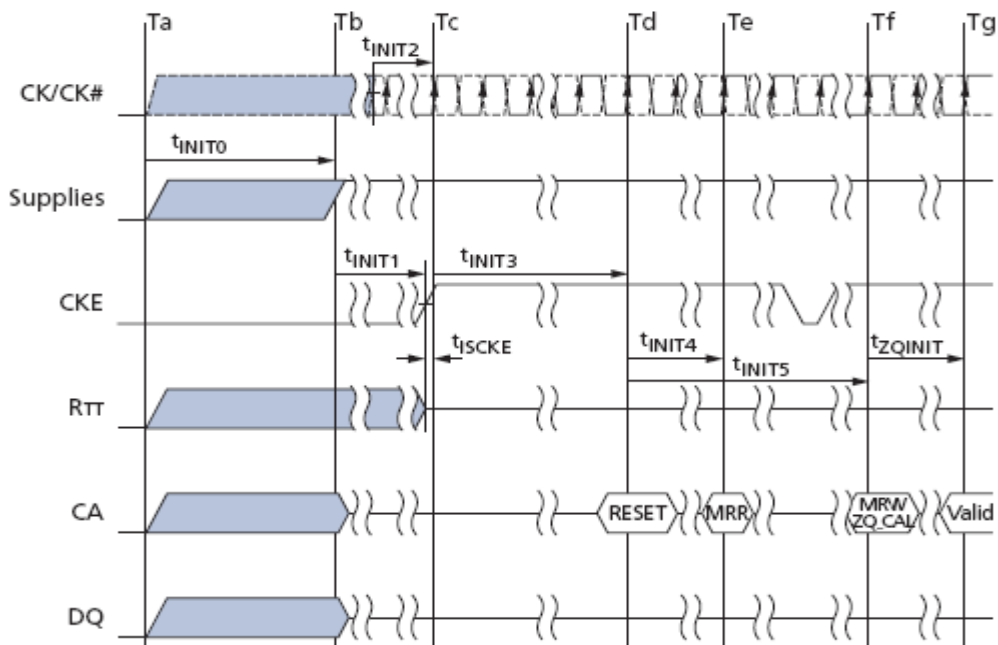 Ta Tb Tc Td Te Tf Tg
tINIT2
CK/CK#
tINIT0
Supplies
tINIT1 tINIT3
CKE
tISCKE tINIT4 tZQINIT
tINIT5
RTT
CA RESET MRR MRW ZQ_CAL Valid
DQ